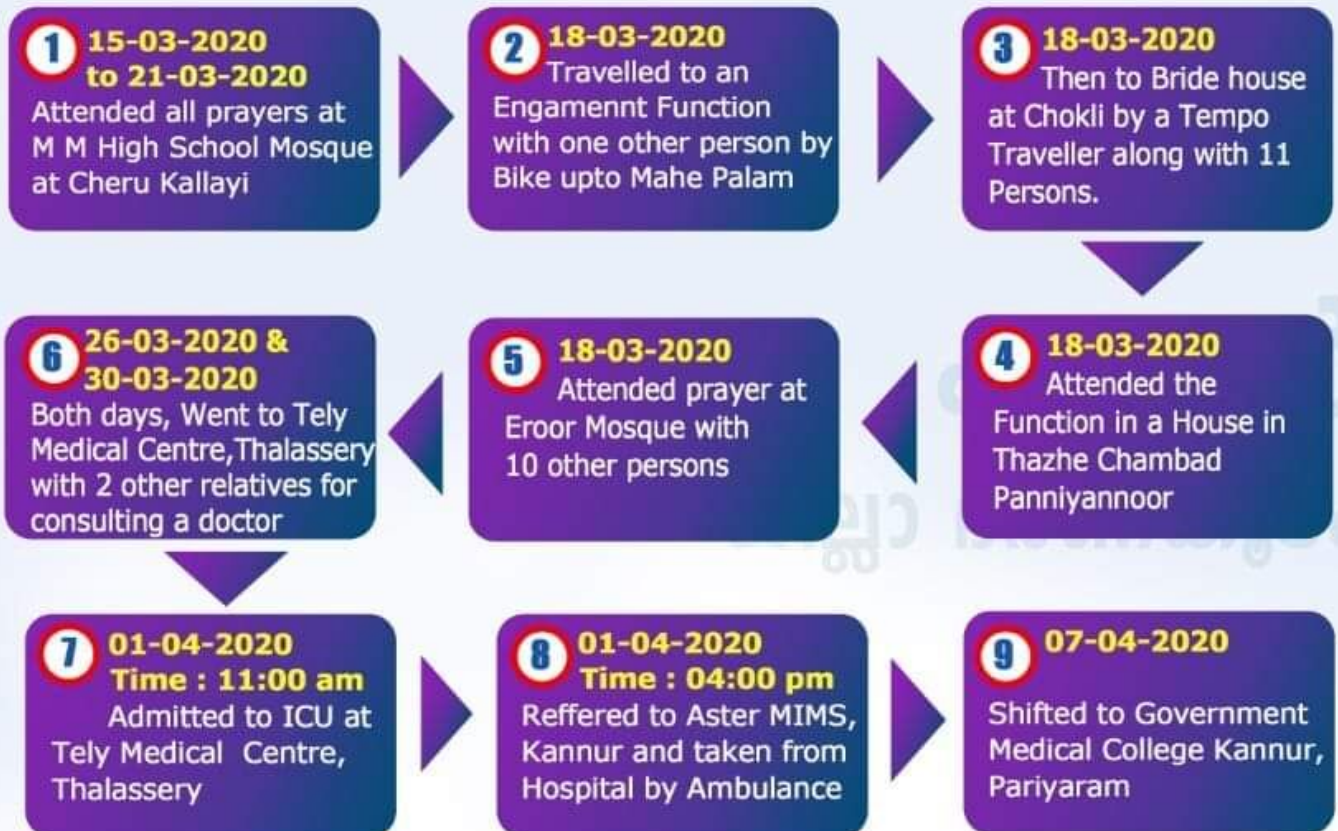 1 15-03-2020
to 21-03-2020
Attended all prayers at
M M High School Mosque
at Cheru Kallayi
2 18-03-2020
Travelled to an
Engamennt Function
with one other person by
Bike upto Mahe Palam
3 18-03-2020
Then to Bride house
at Chokli by a Tempo
Traveller along with 11
Persons.
4 18-03-2020
Attended the
Function in a House in
Thazhe Chambad
Panniyannoor
5 18-03-2020
Attended prayer at
Eroor Mosque with
10 other persons
6 26-03-2020 &
30-03-2020
Both days, Went to Tely
Medical Centre,Thalassery
with 2 other relatives for
consulting a doctor
7 01-04-2020
Time : 11:00 am
Admitted to ICU at
Tely Medical Centre,
Thalassery
8 01-04-2020
Time : 04:00 pm
Reffered to Aster MIMS,
Kannur and taken from
Hospital by Ambulance
9 07-04-2020
Shifted to Government
Medical College Kannur,
Pariyaram